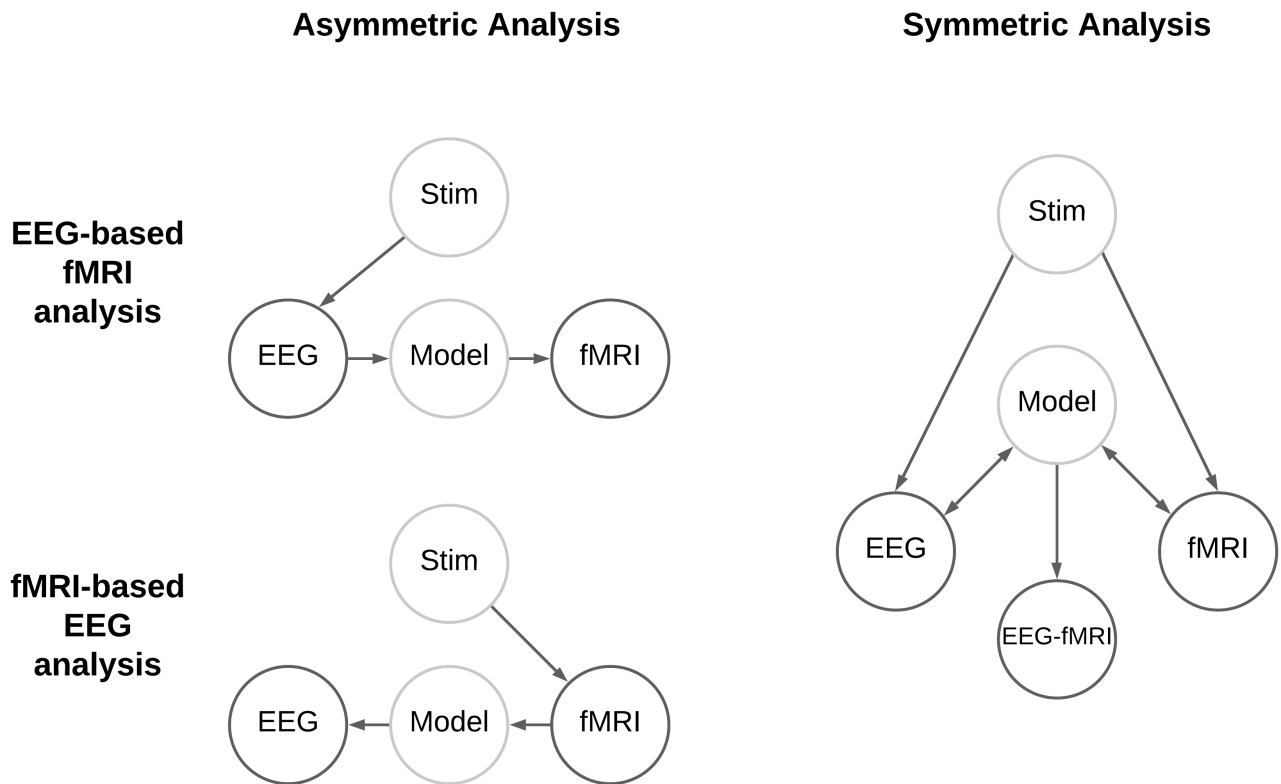 Asymmetric Analysis
Symmetric Analysis
EEG-based
fMRI
analysis
Stim
EEG
Model
fMRI
fMRI-based
EEG
analysis
Stim
EEG
Model
fMRI
Stim
Model
EEG
fMRI
EEG-fMRI